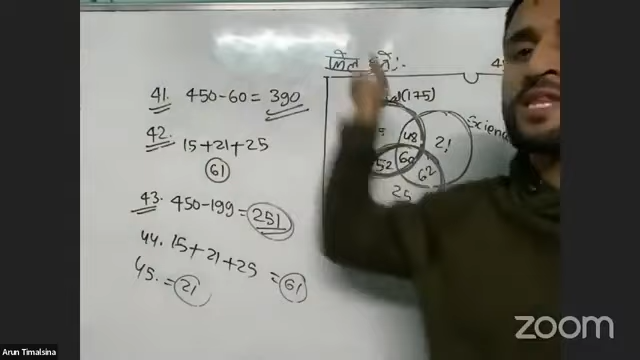 41. 450-60 = 390
42. 15+21+25
61
43. 450-199 = 251
44. 15+21+25 = 61
45. = 21
(175)
Science
48
21
60
52
62
25
zoom
Arun Timalsina